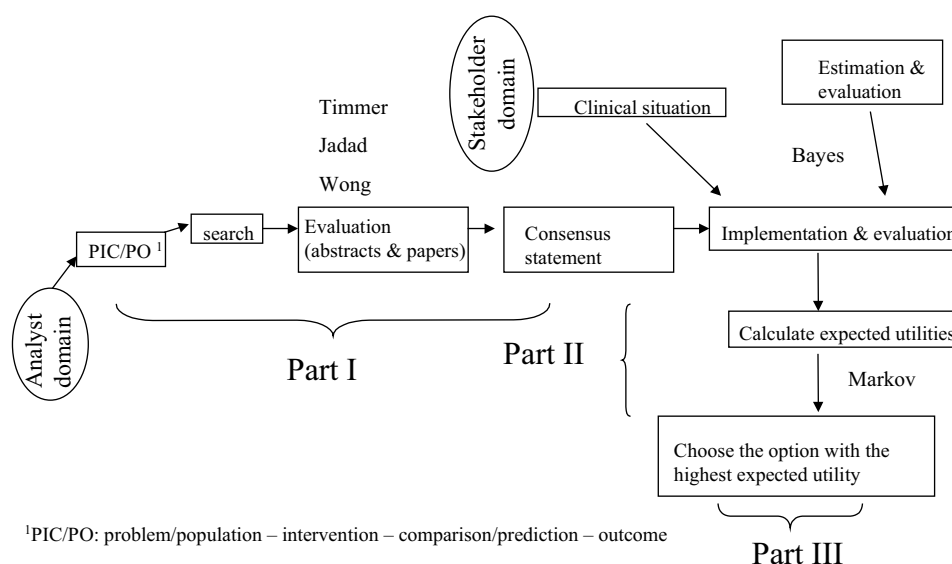 Estimation &
evaluation
Stakeholder
domain
Clinical situation
Timmer
Jadad
Wong
Bayes
PIC/PO ¹
search
Evaluation
(abstracts & papers)
Consensus
statement
Implementation & evaluation
Analyst
domain
Part I
Part II
Calculate expected utilities
Markov
Choose the option with the
highest expected utility
¹PIC/PO: problem/population – intervention – comparison/prediction – outcome
Part III